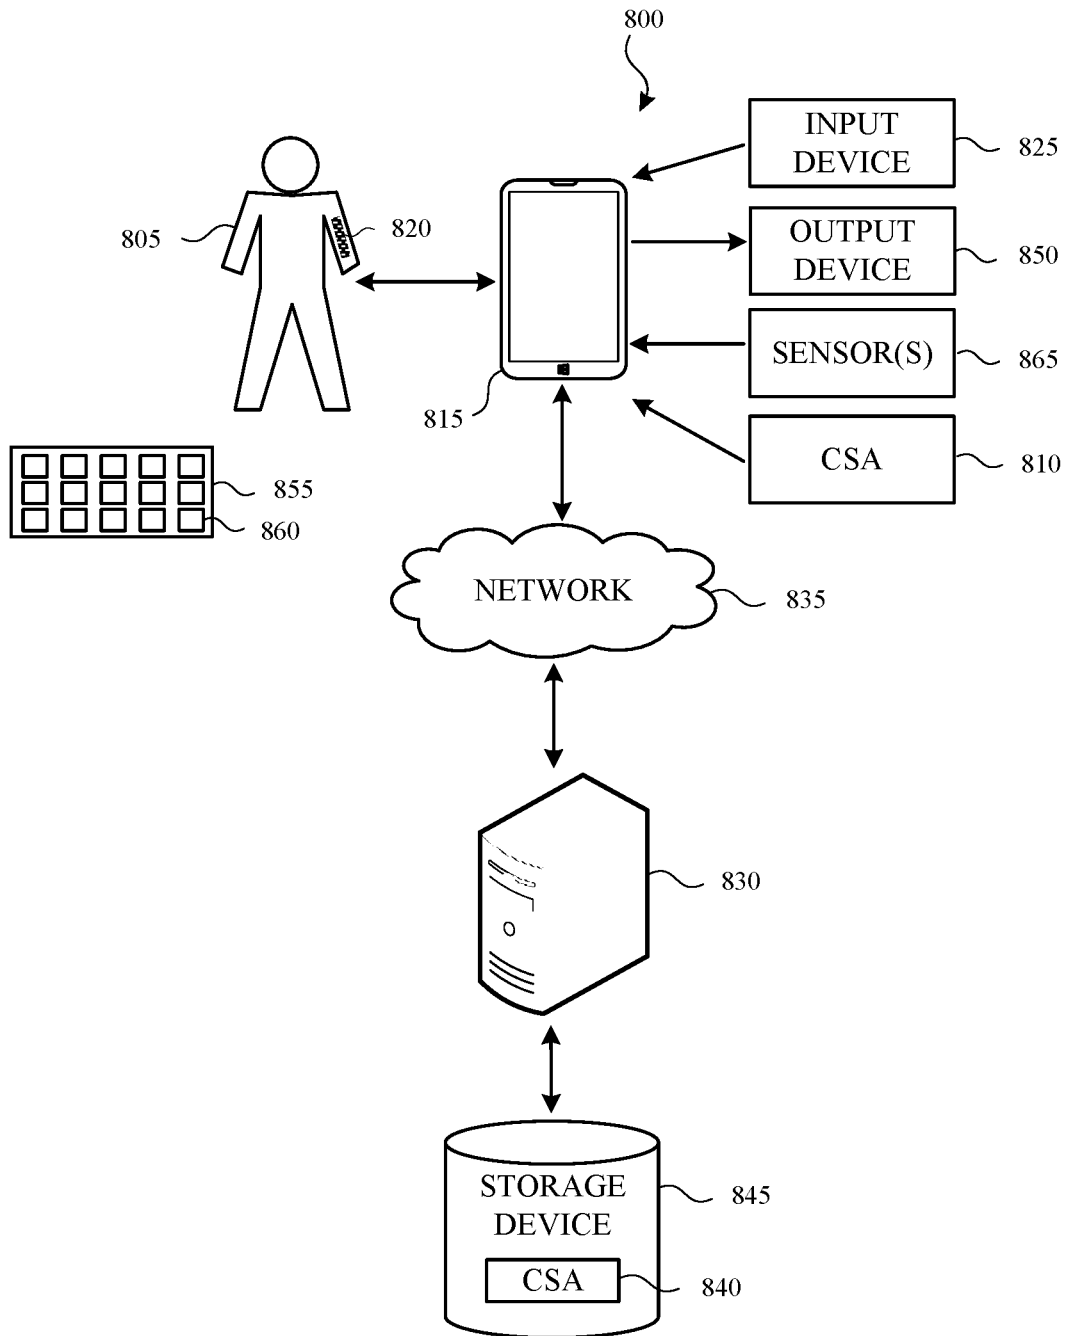 800
INPUT
DEVICE
825
805
820
OUTPUT
DEVICE
850
SENSOR(S)
865
815
CSA
810
855
860
NETWORK
835
830
STORAGE
DEVICE
845
CSA
840